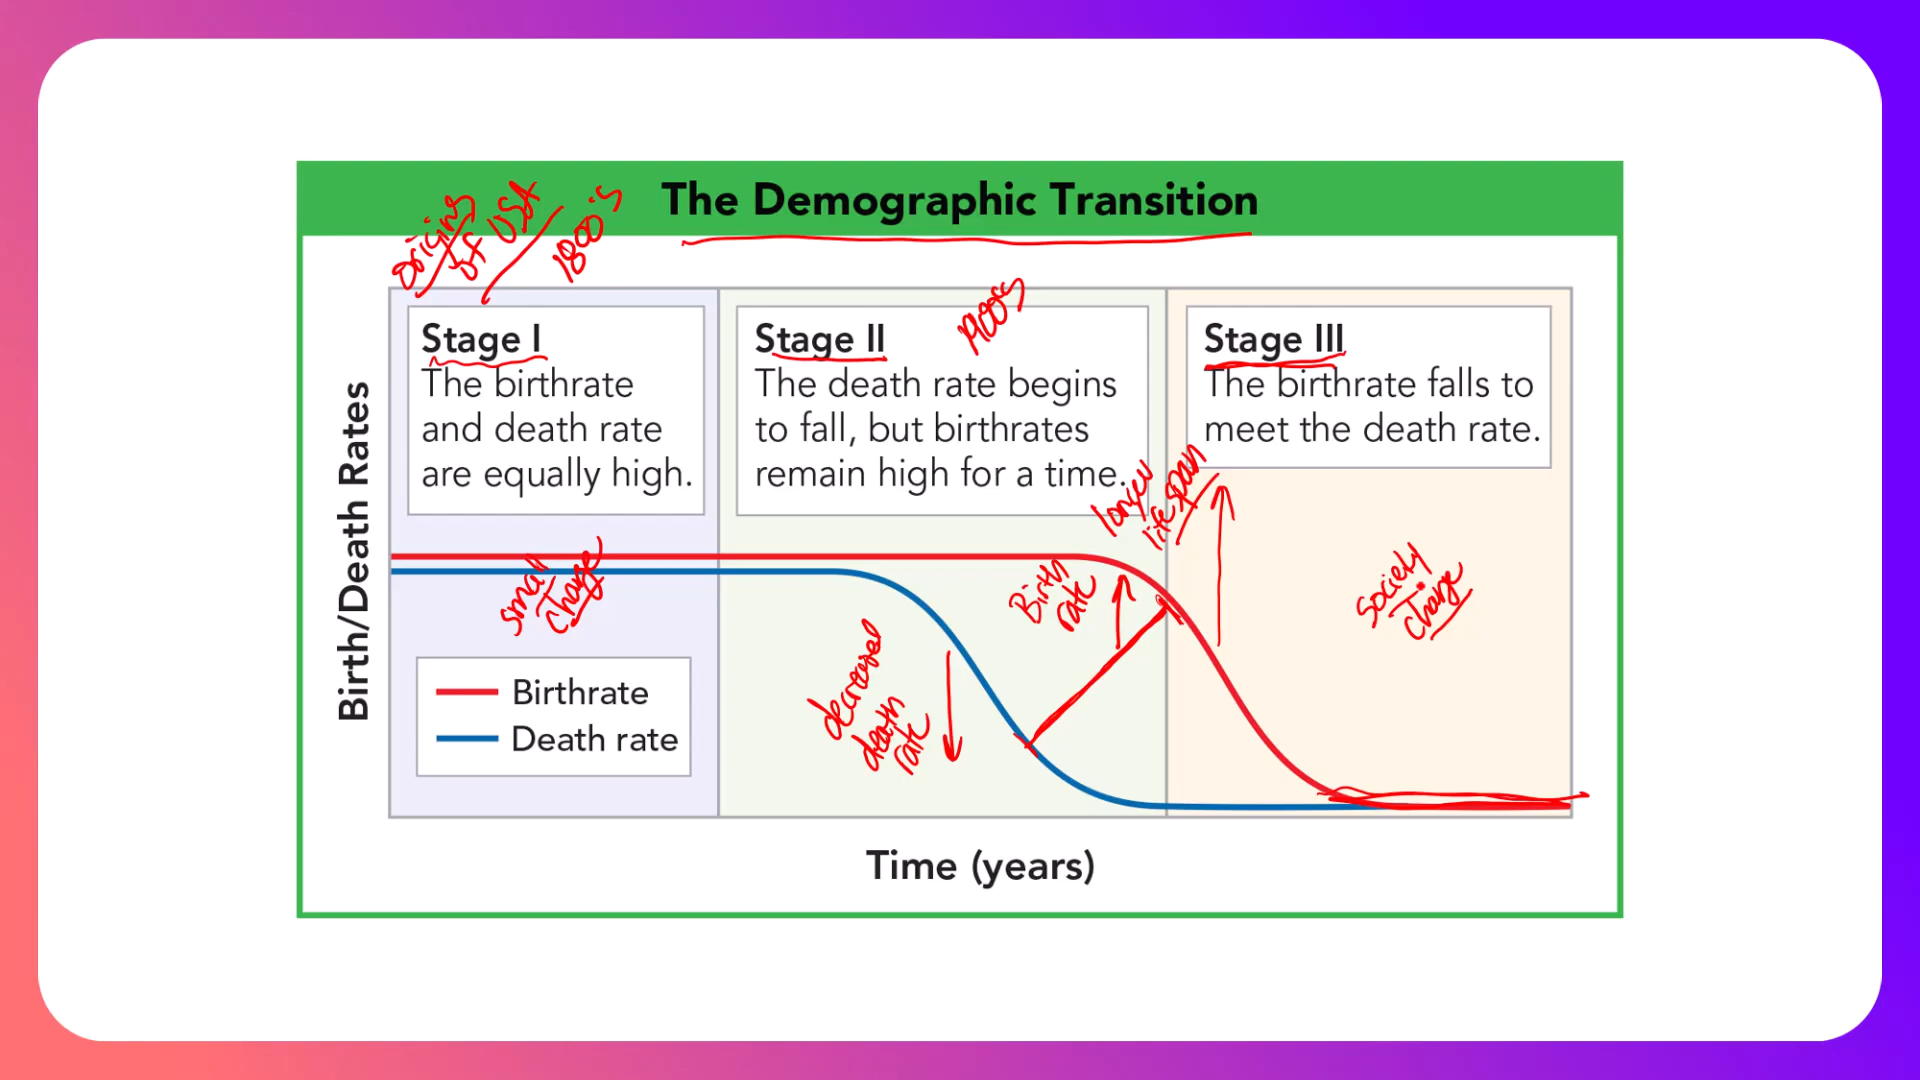 The Demographic Transition
origins
of USA
1800's
Stage I
The birthrate
and death rate
are equally high.
1900s
Stage II
The death rate begins
to fall, but birthrates
remain high for a time.
Stage III
The birthrate falls to
meet the death rate.
longer
life span
small
change
Birth
rate
society
change
decreased
death
rate
Birthrate
Death rate
Birth/Death Rates
Time (years)